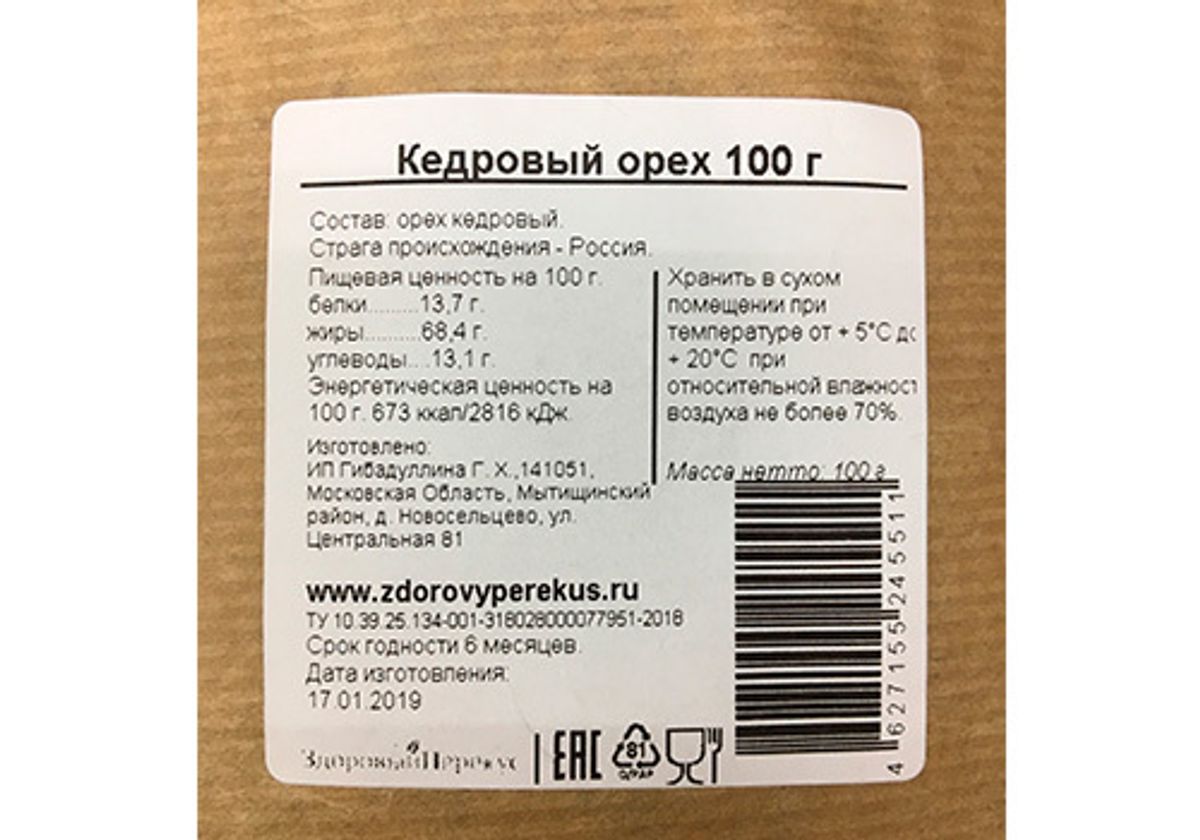 Кедровый орех 100 г
Состав: орех кедровый.
Страга происхождения - Россия.
Пищевая ценность на 100 г.
белки.........13,7 г.
жиры..........68,4 г.
углеводы....13,1 г.
Энергетическая ценность на
100 г. 673 ккал/2816 кДж.
Хранить в сухом
помещении при
температуре от + 5°C до
+ 20°C при
относительной влажност
воздуха не более 70%.
Масса нетто: 100 г
Изготовлено:
ИП Гибадуллина Г. Х.,141051,
Московская Область, Мытищинский
район, д. Новосельцево, ул.
Центральная 81
www.zdorovyperekus.ru
ТУ 10.39.25.134-001-318028000077951-2018
Срок годности 6 месяцев.
Дата изготовления:
17.01.2019
Здоровый Перекус
EAC
81
C/PAP
4 627155 245511